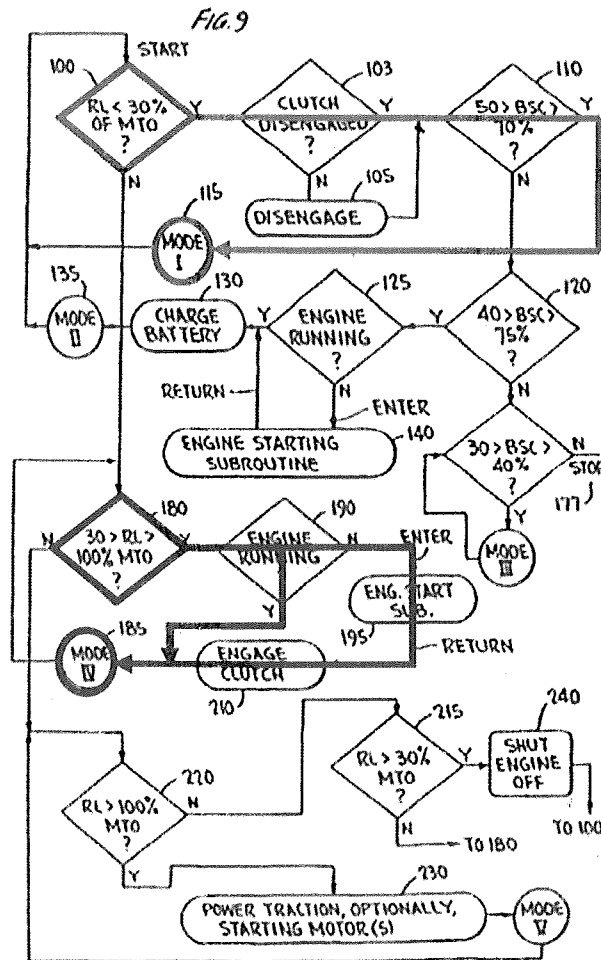 FIG.9
START
100
RL < 30%
OF MTO
?
Y
N
103
CLUTCH
DISENGAGED
?
Y
N
105
DISENGAGE
110
50 > BSC >
70%
?
Y
N
115
MODE
I
135
MODE
II
130
CHARGE
BATTERY
Y
125
ENGINE
RUNNING
?
N
Y
120
40 > BSC >
75%
?
N
RETURN
ENTER
140
ENGINE STARTING
SUBROUTINE
30 > BSC >
40%
?
N
STOP
177
Y
MODE
III
N
180
30 > RL >
100% MTO
?
Y
190
ENGINE
RUNNING
N
Y
ENTER
ENG. START
SUB.
195
RETURN
185
MODE
IV
ENGAGE
CLUTCH
210
220
RL > 100%
MTO
?
N
Y
215
RL > 30%
MTO
?
Y
N
TO 180
240
SHUT
ENGINE
OFF
TO 100
230
POWER TRACTION, OPTIONALLY,
STARTING MOTOR(S)
MODE
V